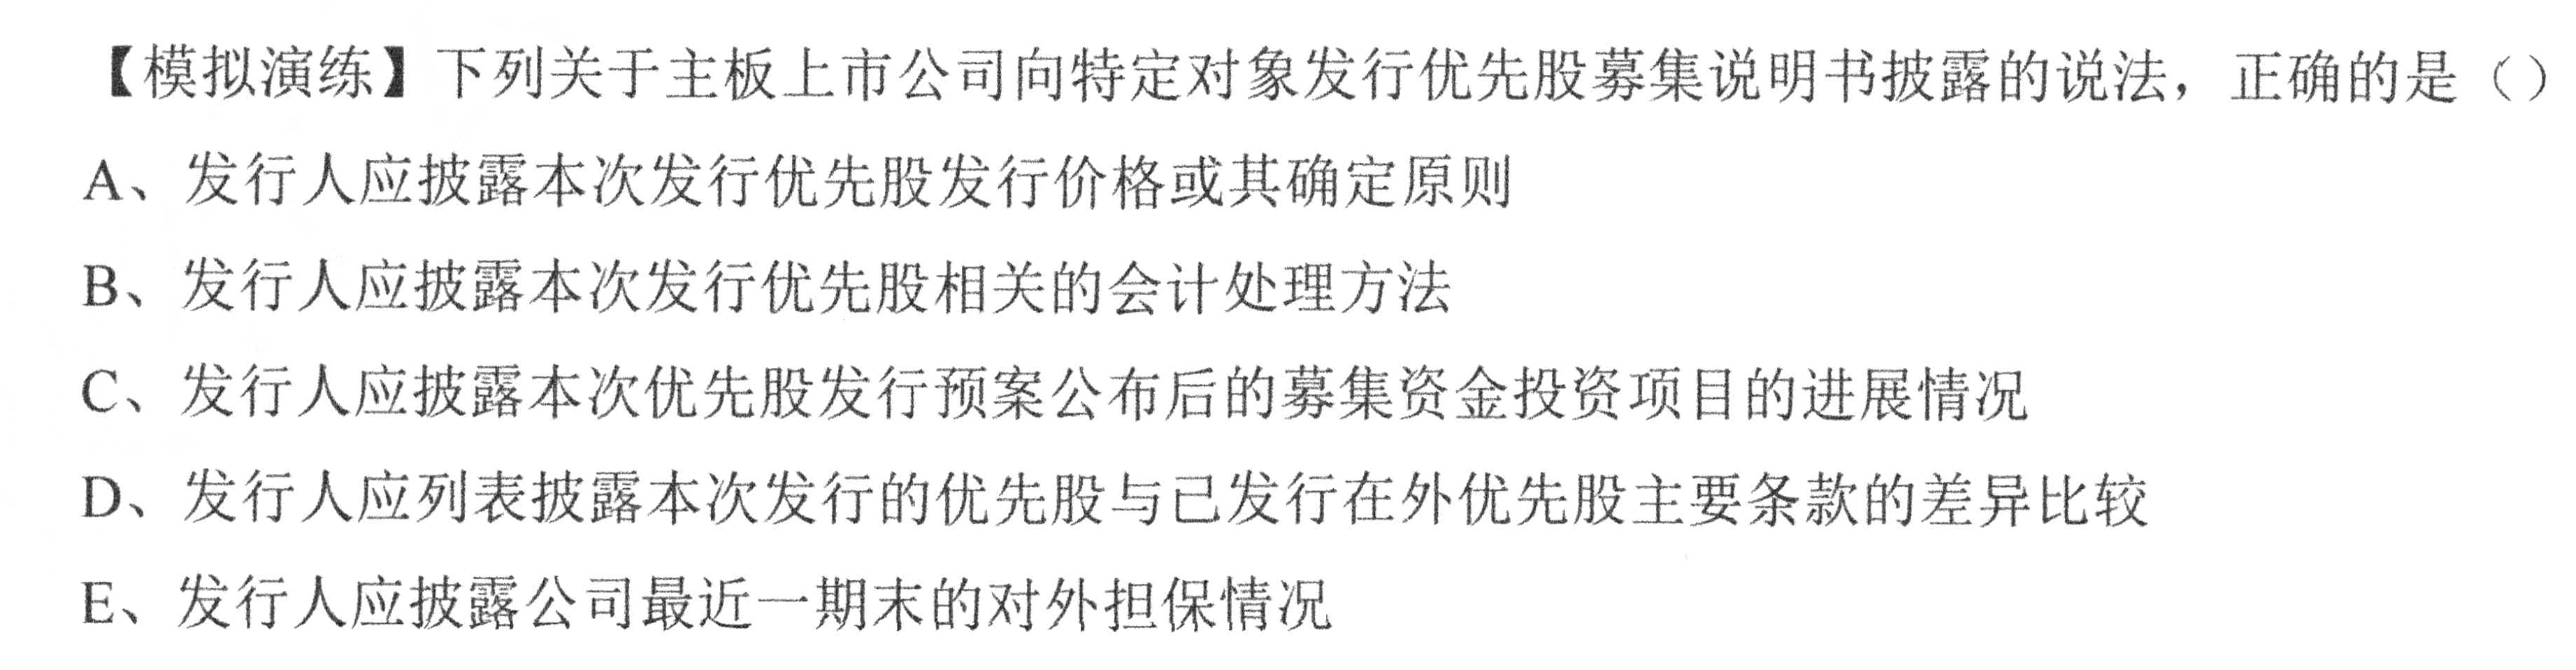 【模拟演练】下列关于主板上市公司向特定对象发行优先股募集说明书披露的说法，正确的是（）
A、发行人应披露本次发行优先股发行价格或其确定原则
B、发行人应披露本次发行优先股相关的会计处理方法
C、发行人应披露本次优先股发行预案公布后的募集资金投资项目的进展情况
D、发行人应列表披露本次发行的优先股与已发行在外优先股主要条款的差异比较
E、发行人应披露公司最近一期末的对外担保情况